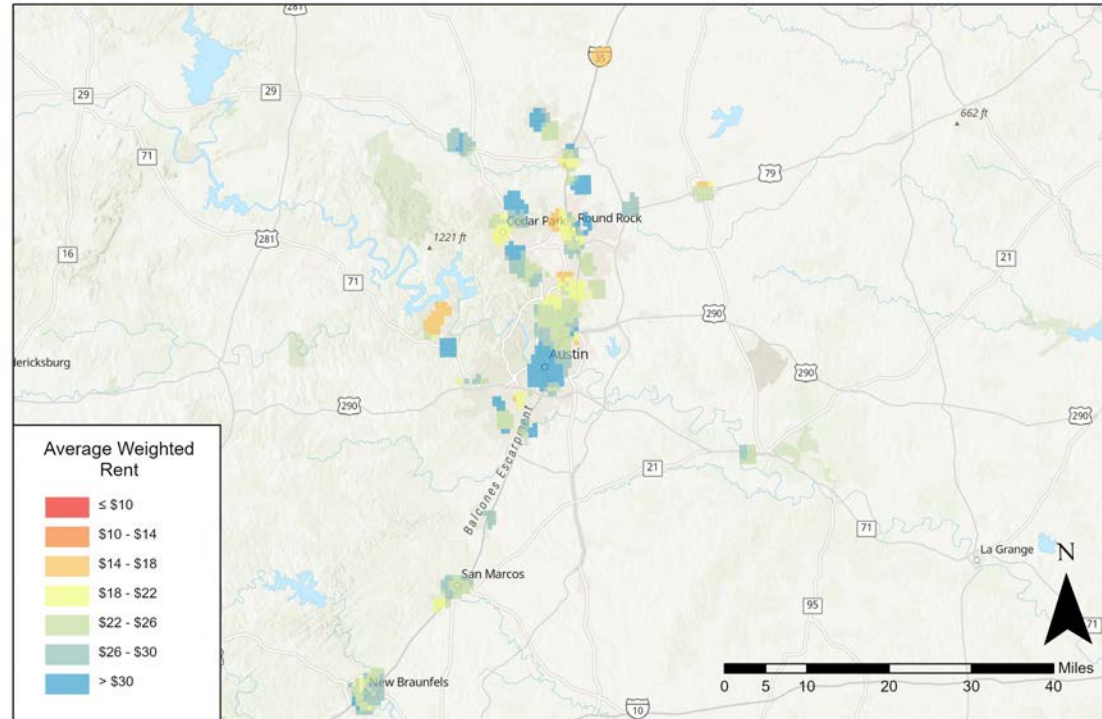 281
35
29
29
662 ft
71
79
Cedar Park
Round Rock
1221 ft
281
16
71
21
290
dericksburg
Austin
290
290
290
Balcones Escarpment
21
71
La Grange
San Marcos
95
71
New Braunfels
10
N
Average Weighted
Rent
≤ $10
$10 - $14
$14 - $18
$18 - $22
$22 - $26
$26 - $30
> $30
Miles
0 5 10 20 30 40